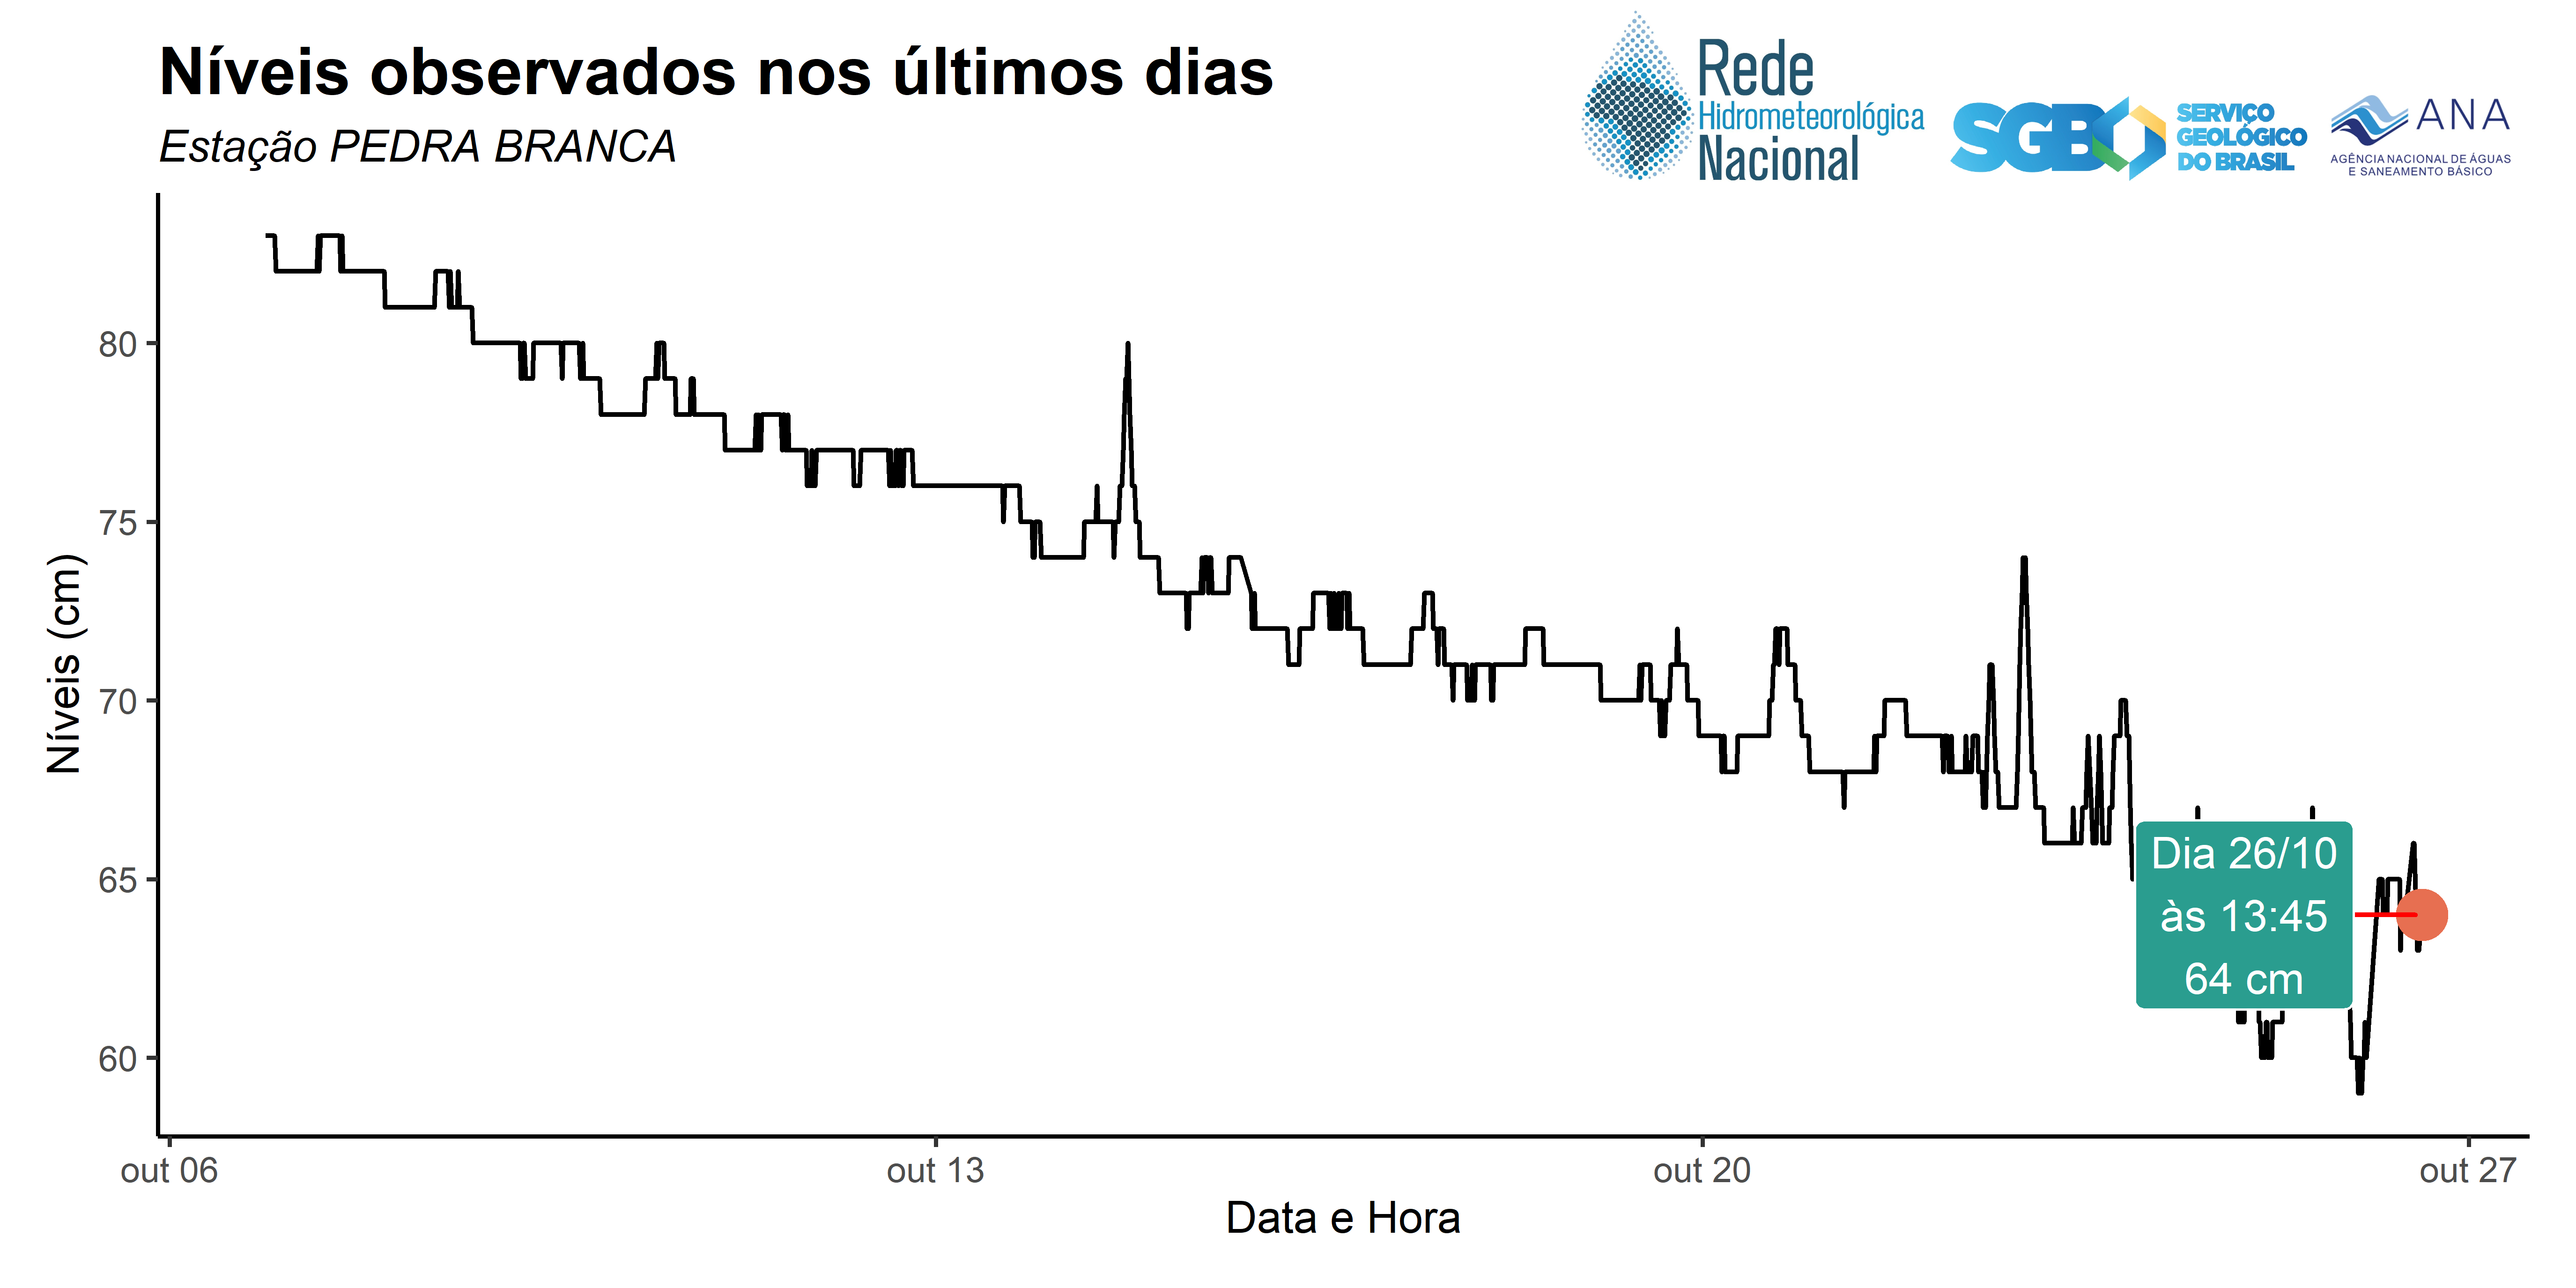 Níveis observados nos últimos dias
Estação PEDRA BRANCA
Rede
Hidrometeorológica
Nacional
SGB
SERVIÇO
GEOLÓGICO
DO BRASIL
ANA
AGÊNCIA NACIONAL DE ÁGUAS
E SANEAMENTO BÁSICO
Níveis (cm)
80
75
70
65
60
Dia 26/10
às 13:45
64 cm
out 06
out 13
out 20
out 27
Data e Hora